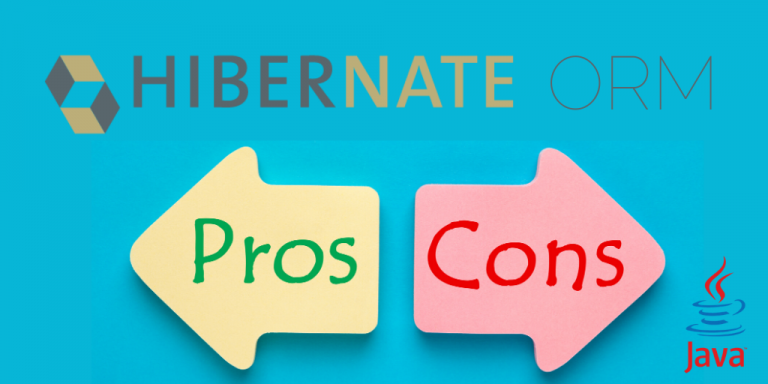 HIBERNATE ORM
Pros Cons
Java